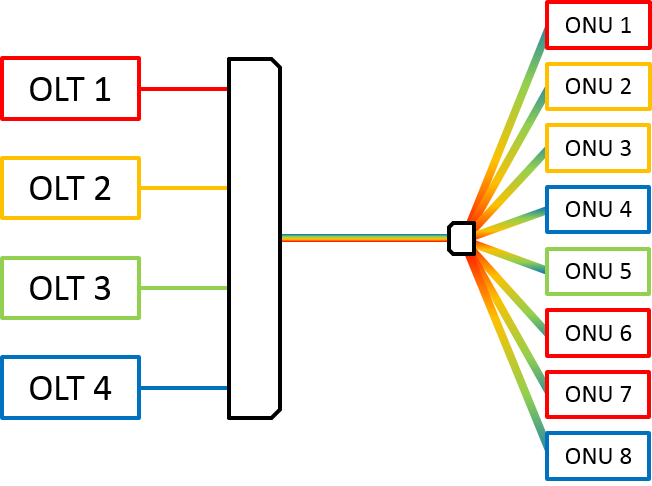 OLT 1
OLT 2
OLT 3
OLT 4
ONU 1
ONU 2
ONU 3
ONU 4
ONU 5
ONU 6
ONU 7
ONU 8